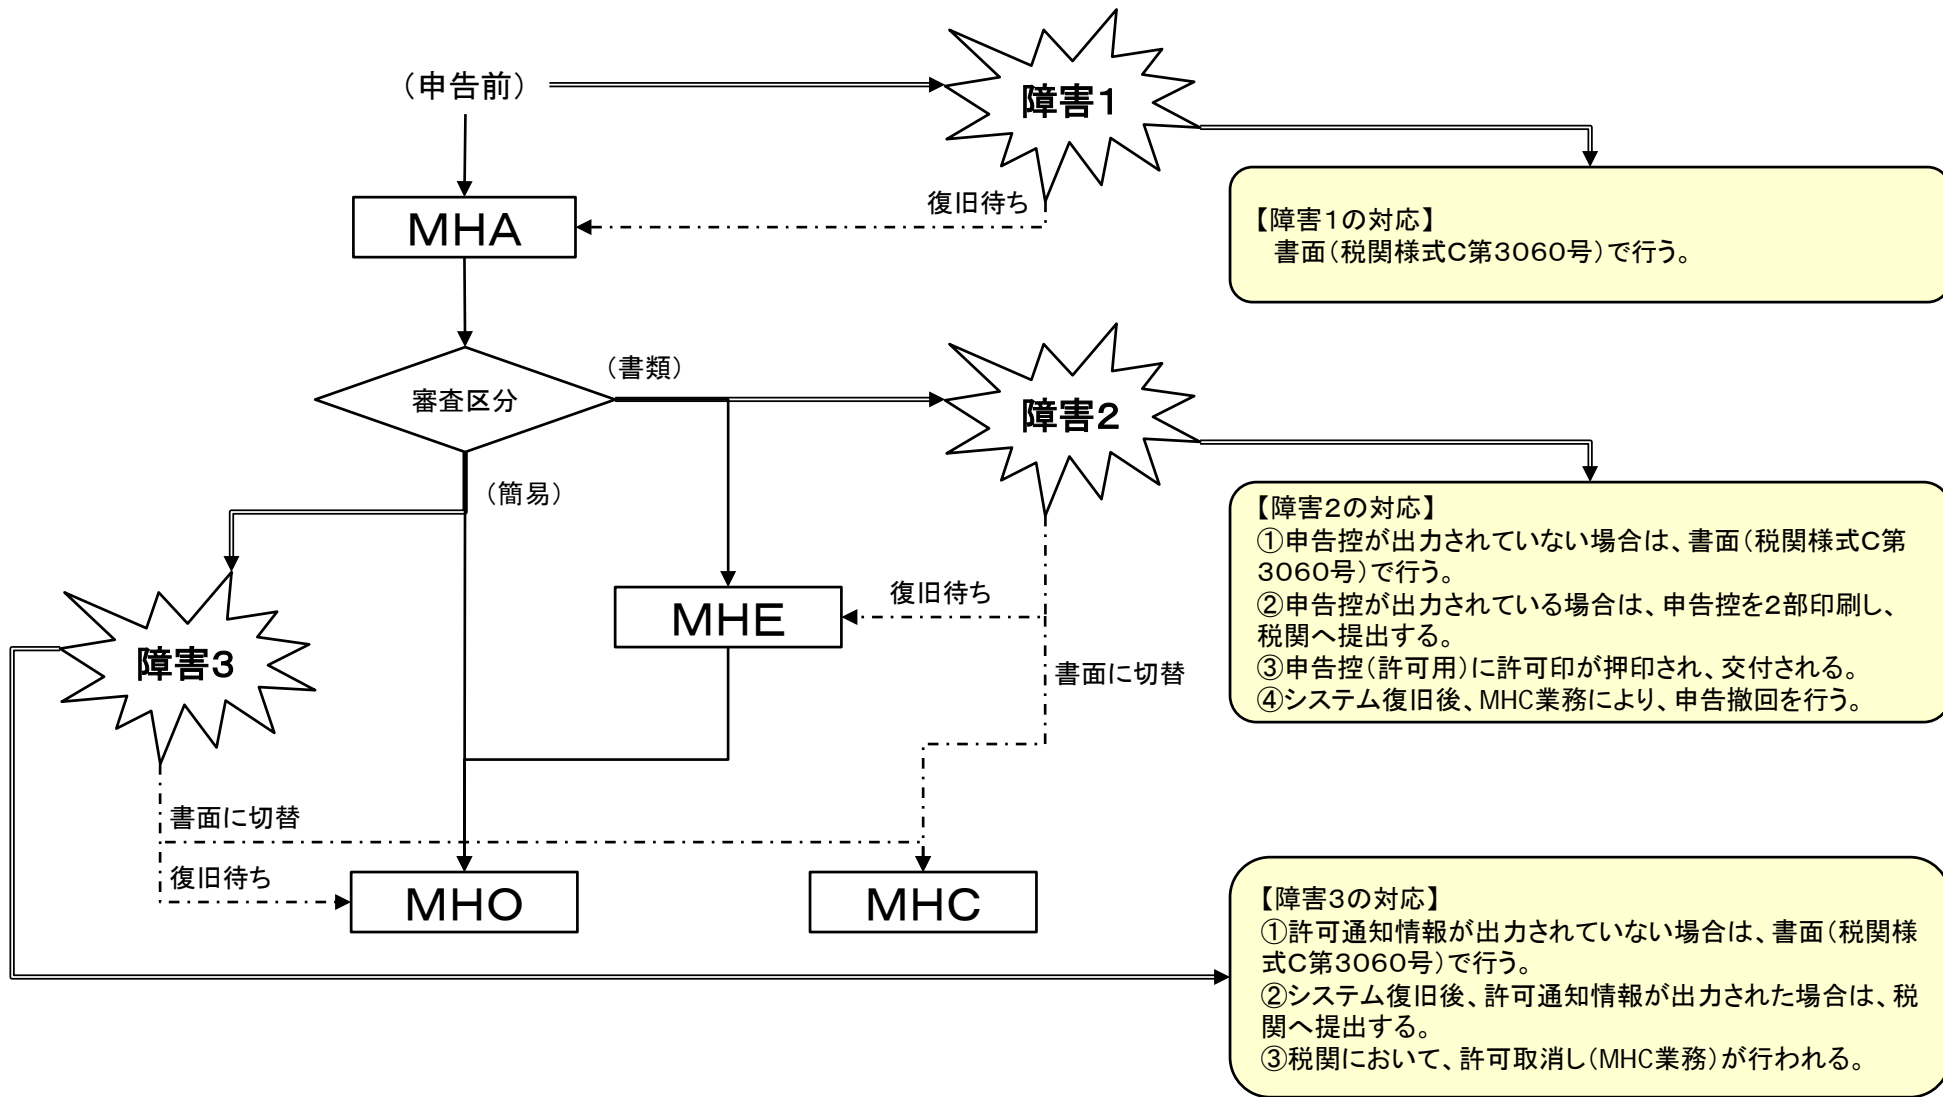 （申告前）
障害１
復旧待ち
ＭＨＡ
【障害１の対応】
書面（税関様式Ｃ第３０６０号）で行う。
（書類）
審査区分
障害２
（簡易）
【障害２の対応】
①申告控が出力されていない場合は、書面（税関様式Ｃ第
３０６０号）で行う。
②申告控が出力されている場合は、申告控を２部印刷し、
税関へ提出する。
③申告控（許可用）に許可印が押印され、交付される。
④システム復旧後、MHC業務により、申告撤回を行う。
復旧待ち
ＭＨＥ
障害３
書面に切替
書面に切替
復旧待ち
ＭＨＯ
ＭＨＣ
【障害３の対応】
①許可通知情報が出力されていない場合は、書面（税関様
式Ｃ第３０６０号）で行う。
②システム復旧後、許可通知情報が出力された場合は、税
関へ提出する。
③税関において、許可取消し（MHC業務）が行われる。